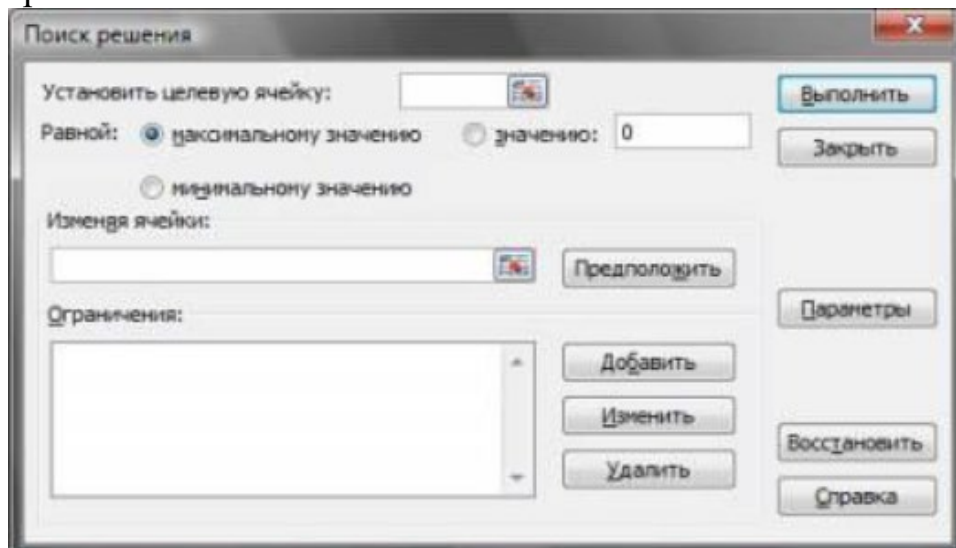 Поиск решения
Установить целевую ячейку:
Равной: максимальному значению значению: 0
минимальному значению
Изменяя ячейки:
Предположить
Ограничения:
Добавить
Изменить
Удалить
Выполнить
Закрыть
Параметры
Восстановить
Справка